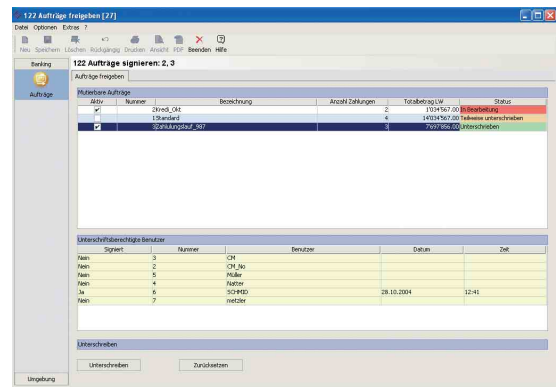 122 Aufträge freigeben [27]
Datei Optionen Extras ?
Neu Speichern Löschen Rückgängig Drucken Ansicht PDF Beenden Hilfe
Banking
122 Aufträge signieren: 2, 3
Aufträge freigeben
Aufträge
Mutierbare Aufträge
Aktiv Nummer Bezeichnung Anzahl Zahlungen Totalbetrag LW Status
2 Kredi_Okt 2 1'034'567.00 In Bearbeitung
1 Standard 4 14'034'567.00 Teilweise unterschrieben
3 Zahlulungslauf_987 3 7'697'856.00 Unterschrieben
Unterschriftsberechtigte Benutzer
Signiert Nummer Benutzer Datum Zeit
Nein 3 CM
Nein 2 CM_No
Nein 5 Müller
Nein 4 Natter
Ja 6 SCHMID 28.10.2004 12:41
Nein 7 metzler
Unterschreiben
Unterschreiben Zurücksetzen
Umgebung